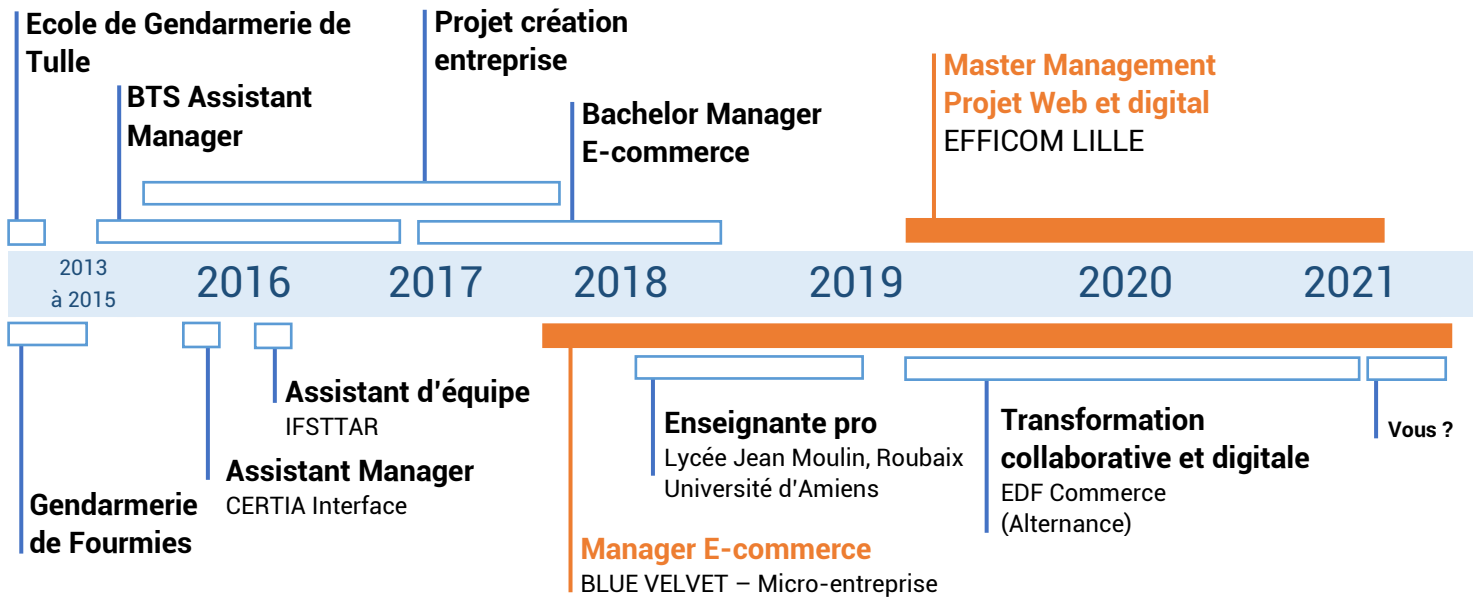 Ecole de Gendarmerie de
Tulle
BTS Assistant
Manager
Projet création
entreprise
Bachelor Manager
E-commerce
Master Management
Projet Web et digital
EFFICOM LILLE
2013
à 2015
2016
2017
2018
2019
2020
2021
Gendarmerie
de Fourmies
Assistant Manager
CERTIA Interface
Assistant d'équipe
IFSTTAR
Manager E-commerce
BLUE VELVET – Micro-entreprise
Enseignante pro
Lycée Jean Moulin, Roubaix
Université d'Amiens
Transformation
collaborative et digitale
EDF Commerce
(Alternance)
Vous ?